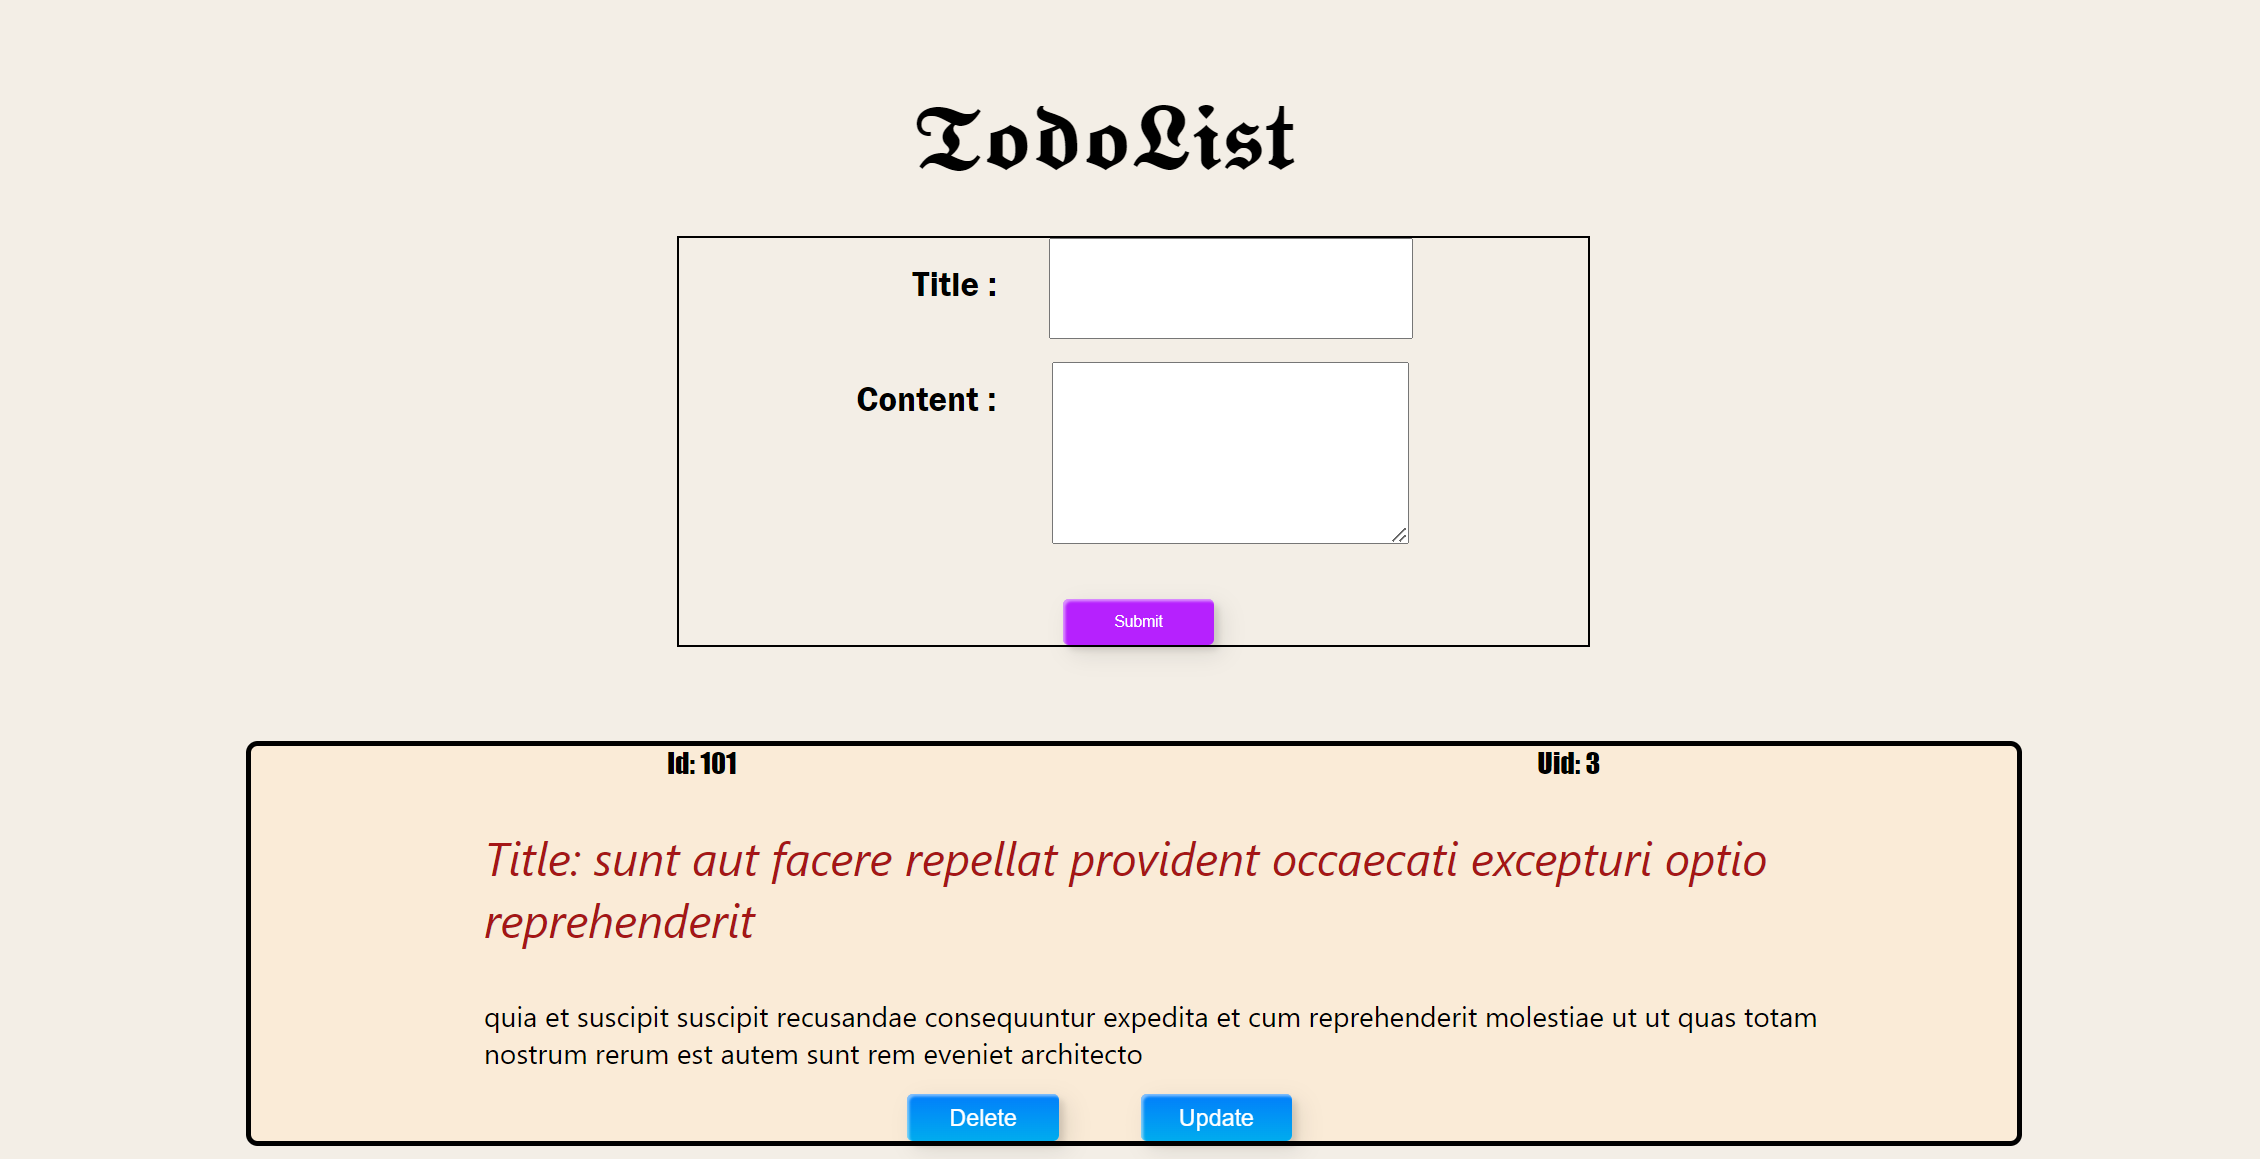 TodoList
Title :
Content :
Submit
Id: 101 Uid: 3
Title: sunt aut facere repellat provident occaecati excepturi optio
reprehenderit
quia et suscipit suscipit recusandae consequuntur expedita et cum reprehenderit molestiae ut ut quas totam
nostrum rerum est autem sunt rem eveniet architecto
Delete Update